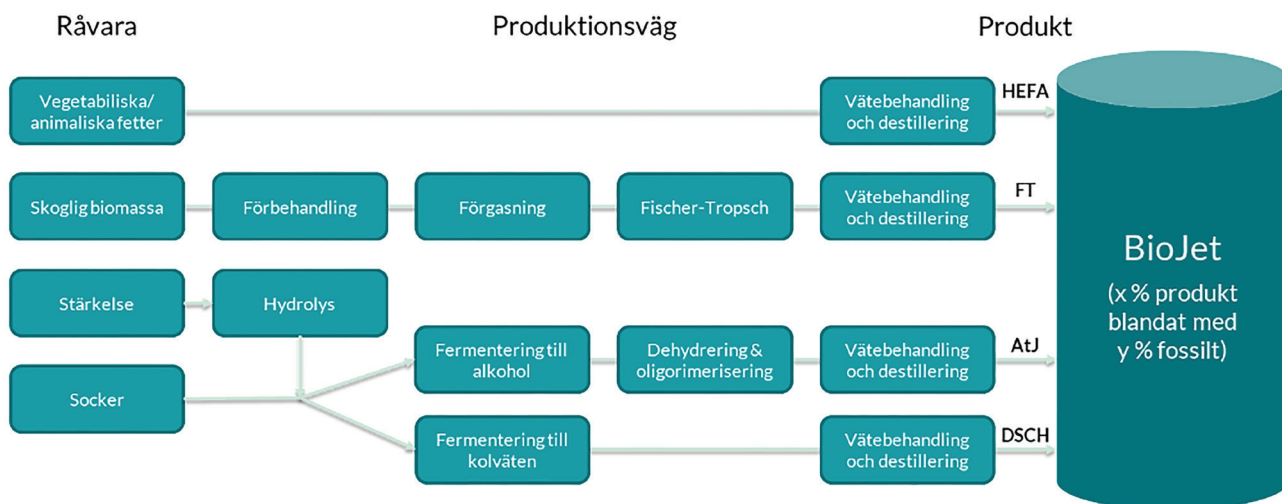 Råvara
Produktionsväg
Produkt
Vegetabiliska/
animaliska fetter
Vätebehandling
och destillering
HEFA
Skoglig biomassa
Förbehandling
Förgasning
Fischer-Tropsch
Vätebehandling
och destillering
FT
Stärkelse
Hydrolys
Socker
Fermentering till
alkohol
Dehydrering &
oligorimerisering
Vätebehandling
och destillering
AtJ
Fermentering till
kolväten
Vätebehandling
och destillering
DSCH
BioJet
(x % produkt
blandat med
y % fossilt)